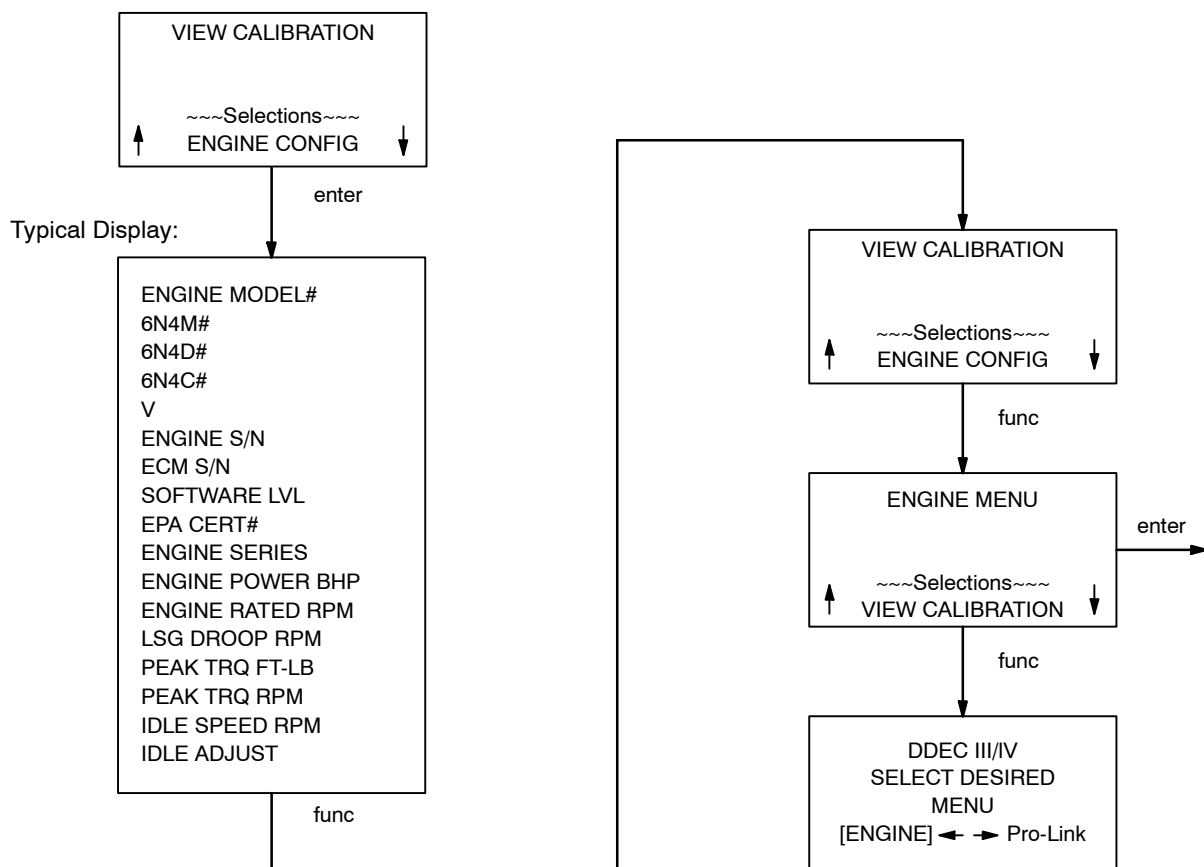 VIEW CALIBRATION
~~~Selections~~~
ENGINE CONFIG
enter
Typical Display:
ENGINE MODEL#
6N4M#
6N4D#
6N4C#
V
ENGINE S/N
ECM S/N
SOFTWARE LVL
EPA CERT#
ENGINE SERIES
ENGINE POWER BHP
ENGINE RATED RPM
LSG DROOP RPM
PEAK TRQ FT-LB
PEAK TRQ RPM
IDLE SPEED RPM
IDLE ADJUST
func
VIEW CALIBRATION
~~~Selections~~~
ENGINE CONFIG
func
ENGINE MENU
~~~Selections~~~
VIEW CALIBRATION
enter
func
DDEC III/IV
SELECT DESIRED
MENU
[ENGINE] Pro-Link